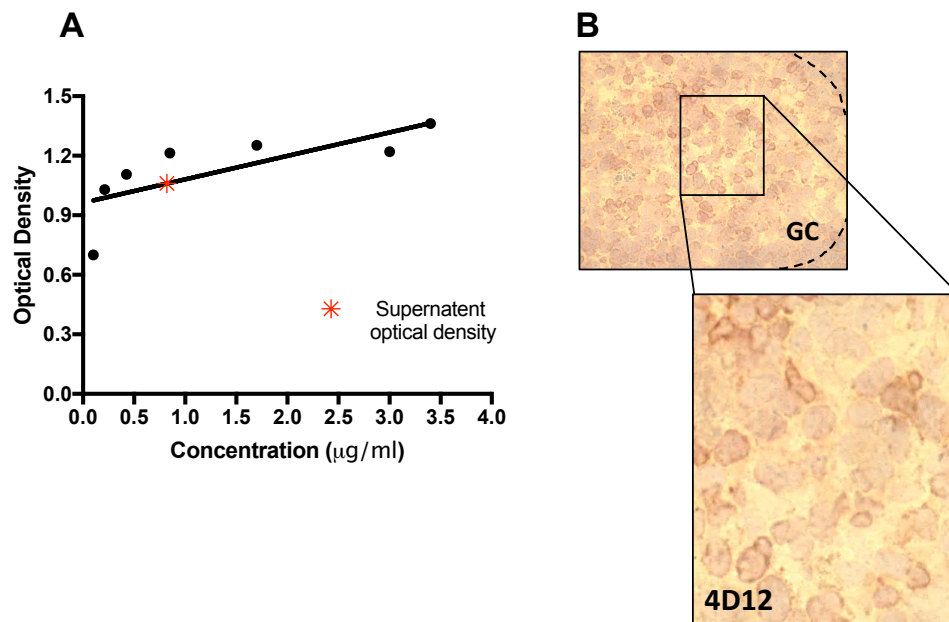 A
Optical Density
1.5
1.2
0.9
0.6
0.3
0.0
0.0 0.5 1.0 1.5 2.0 2.5 3.0 3.5 4.0
Concentration (μg/ml)
Supernatent
optical density
B
GC
4D12